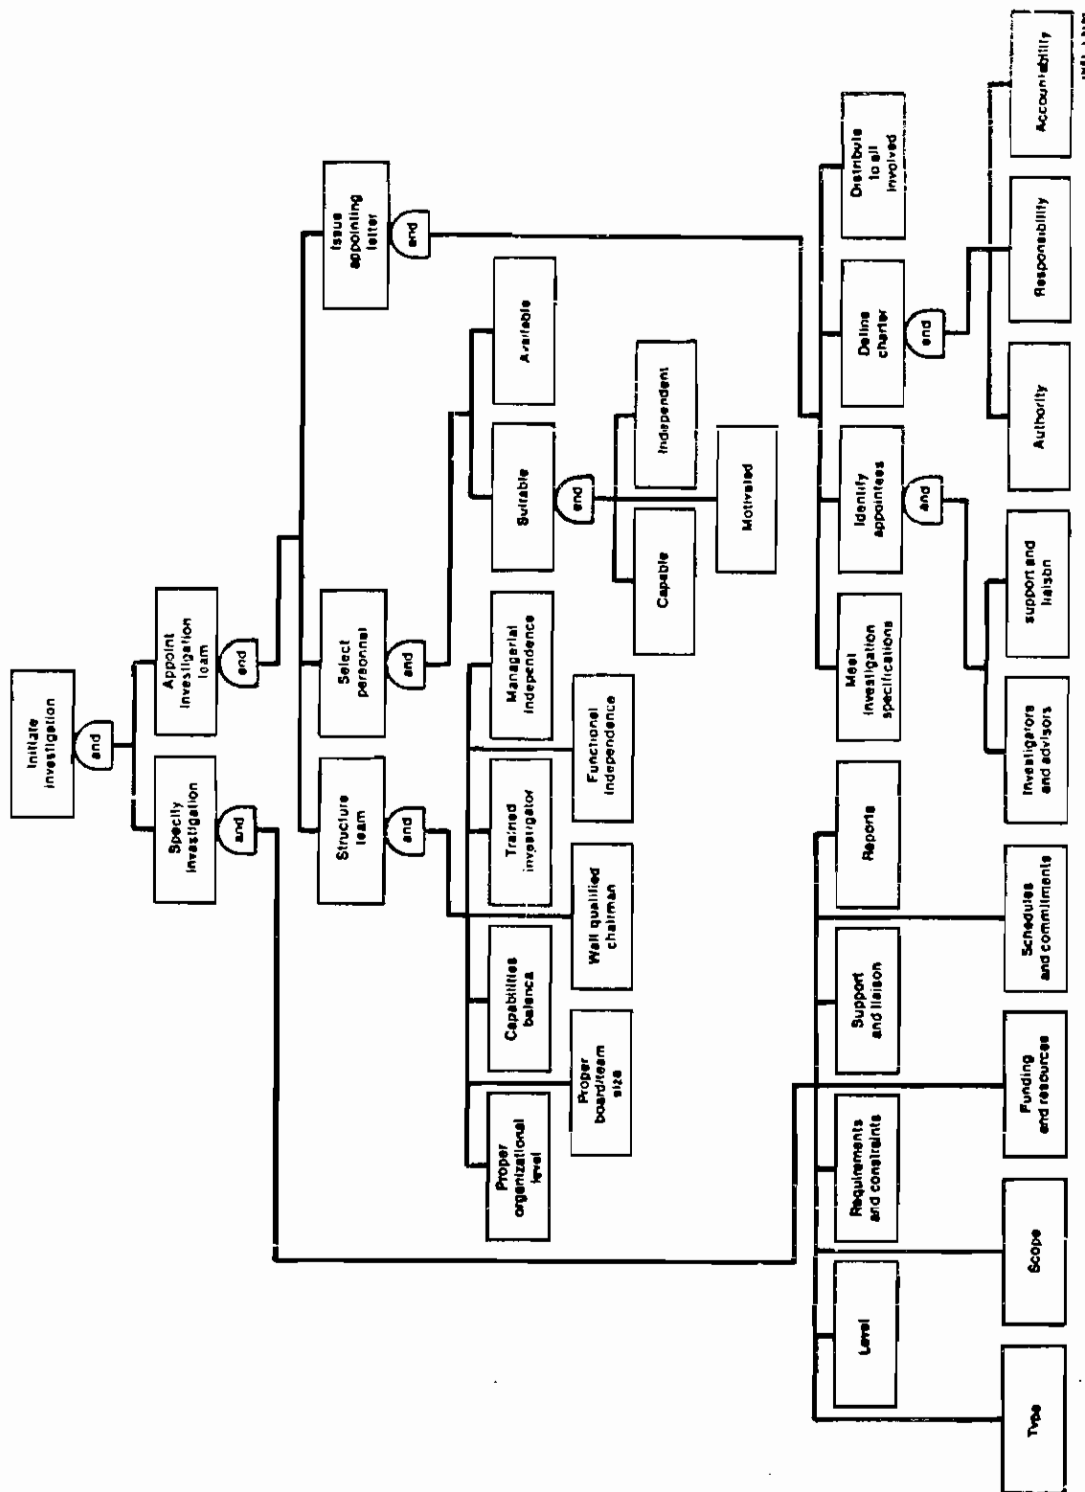 Initiate
investigation
and
Specify
investigation
and
Appoint
investigation
team
and
Structure
team
and
Select
personnel
and
Issue
appointing
letter
and
Proper
organizational
level
Capabilities
balance
Trained
investigator
Managerial
independence
Proper
board/team
size
Well qualified
chairman
Functional
independence
Suitable
and
Available
Capable
Independent
Motivated
Level
Requirements
and constraints
Support
and liaison
Reports
Meet
investigation
specifications
Identify
appointees
and
Define
charter
and
Distribute
to all
involved
Type
Scope
Funding
and resources
Schedules
and commitments
Investigators
and advisors
support and
liaison
Authority
Responsibility
Accountability